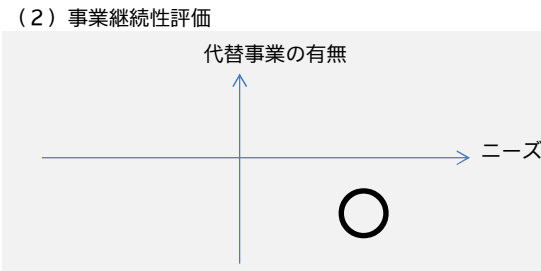 （２）事業継続性評価
代替事業の有無
ニーズ